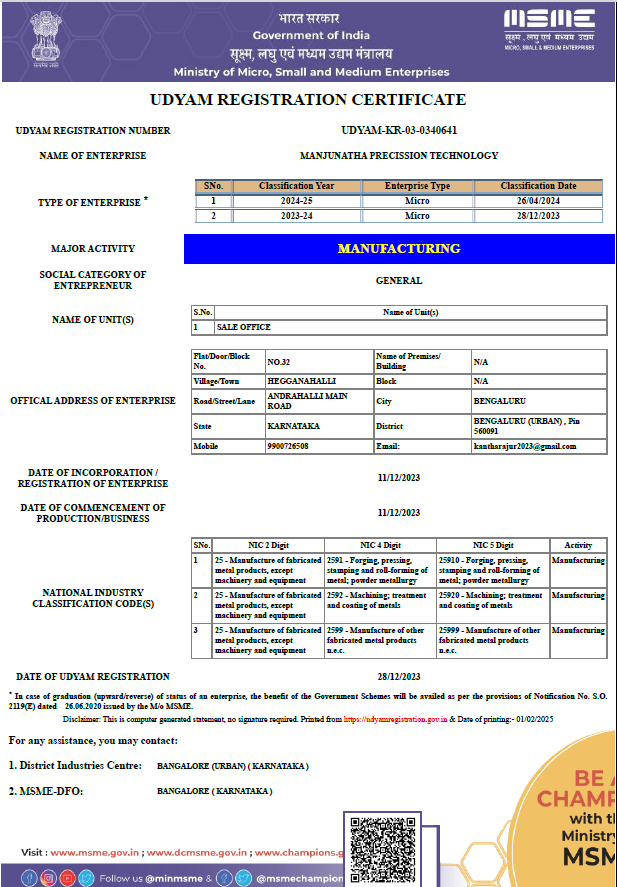 भारत सरकार
Government of India
सूक्ष्म, लघु एवं मध्यम उद्यम मंत्रालय
Ministry of Micro, Small and Medium Enterprises
MSME
सूक्ष्म, लघु एवं मध्यम उद्यम
MICRO, SMALL & MEDIUM ENTERPRISES
UDYAM REGISTRATION CERTIFICATE
UDYAM REGISTRATION NUMBER UDYAM-KR-03-0340641
NAME OF ENTERPRISE MANJUNATHA PRECISSION TECHNOLOGY
TYPE OF ENTERPRISE *
SNo. Classification Year Enterprise Type Classification Date
1 2024-25 Micro 26/04/2024
2 2023-24 Micro 28/12/2023
MAJOR ACTIVITY MANUFACTURING
SOCIAL CATEGORY OF
ENTREPRENEUR
GENERAL
NAME OF UNIT(S)
S.No. Name of Unit(s)
1 SALE OFFICE
OFFICAL ADDRESS OF ENTERPRISE
Flat/Door/Block
No.
NO.32
Name of Premises/
Building
N/A
Village/Town HEGGANAHALLI Block N/A
Road/Street/Lane
ANDRAHALLI MAIN
ROAD
City BENGALURU
State KARNATAKA District
BENGALURU (URBAN) , Pin
560091
Mobile 9900726508 Email: kantharajur2023@gmail.com
DATE OF INCORPORATION /
REGISTRATION OF ENTERPRISE
11/12/2023
DATE OF COMMENCEMENT OF
PRODUCTION/BUSINESS
11/12/2023
NATIONAL INDUSTRY
CLASSIFICATION CODE(S)
SNo. NIC 2 Digit NIC 4 Digit NIC 5 Digit Activity
1 25 - Manufacture of fabricated 2591 - Forging, pressing, 25910 - Forging, pressing, Manufacturing
metal products, except stamping and roll-forming of stamping and roll-forming of
machinery and equipment metal; powder metallurgy metal; powder metallurgy
2 25 - Manufacture of fabricated 2592 - Machining; treatment 25920 - Machining; treatment Manufacturing
metal products, except and coating of metals and coating of metals
machinery and equipment
3 25 - Manufacture of fabricated 2599 - Manufacture of other 25999 - Manufacture of other Manufacturing
metal products, except fabricated metal products fabricated metal products
machinery and equipment n.e.c. n.e.c.
DATE OF UDYAM REGISTRATION 28/12/2023
* In case of graduation (upward/reverse) of status of an enterprise, the benefit of the Government Schemes will be availed as per the provisions of Notification No. S.O.
2119(E) dated 26.06.2020 issued by the M/o MSME.
Disclaimer: This is computer generated statement, no signature required. Printed from https://udyamregistration.gov.in & Date of printing:- 01/02/2025
For any assistance, you may contact:
1. District Industries Centre: BANGALORE (URBAN) ( KARNATAKA )
2. MSME-DFO: BANGALORE ( KARNATAKA )
BE A
CHAMP
with th
Ministry
MSM
Visit : www.msme.gov.in ; www.dcmsme.gov.in ; www.champions.g
Follow us @minmsme & @msmechamp